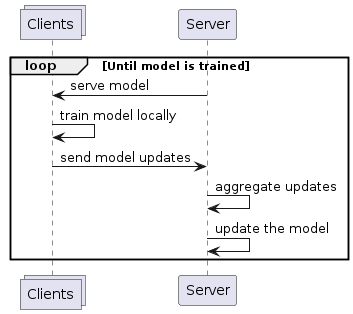 Clients Server
loop [Until model is trained]
serve model
train model locally
send model updates
aggregate updates
update the model
Clients Server